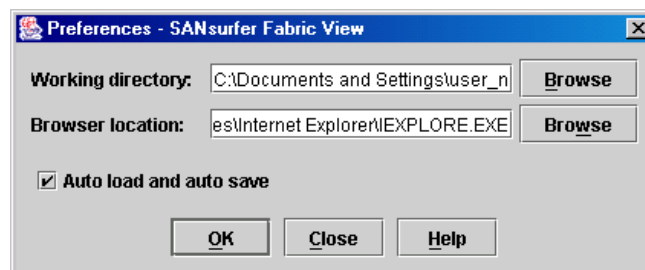 Preferences - SANsurfer Fabric View
Working directory: C:\Documents and Settings\user_n Browse
Browser location: es\Internet Explorer\IEXPLORE.EXE Browse
Auto load and auto save
OK Close Help